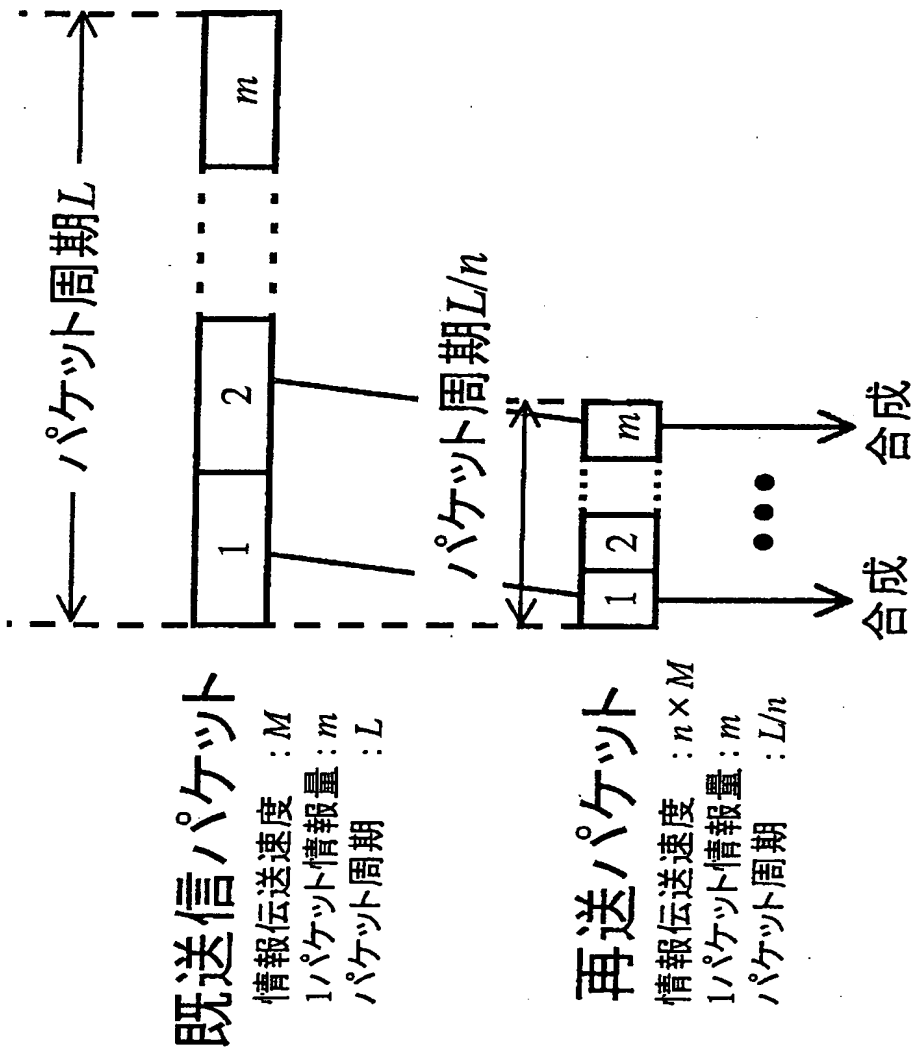 パケット周期L
既送信パケット
情報伝送速度 : M
1パケット情報量 : m
パケット周期 : L
1 2 m
パケット周期L/n
再送パケット
情報伝送速度 : n×M
1パケット情報量 : m
パケット周期 : L/n
1 2 m
合成 合成